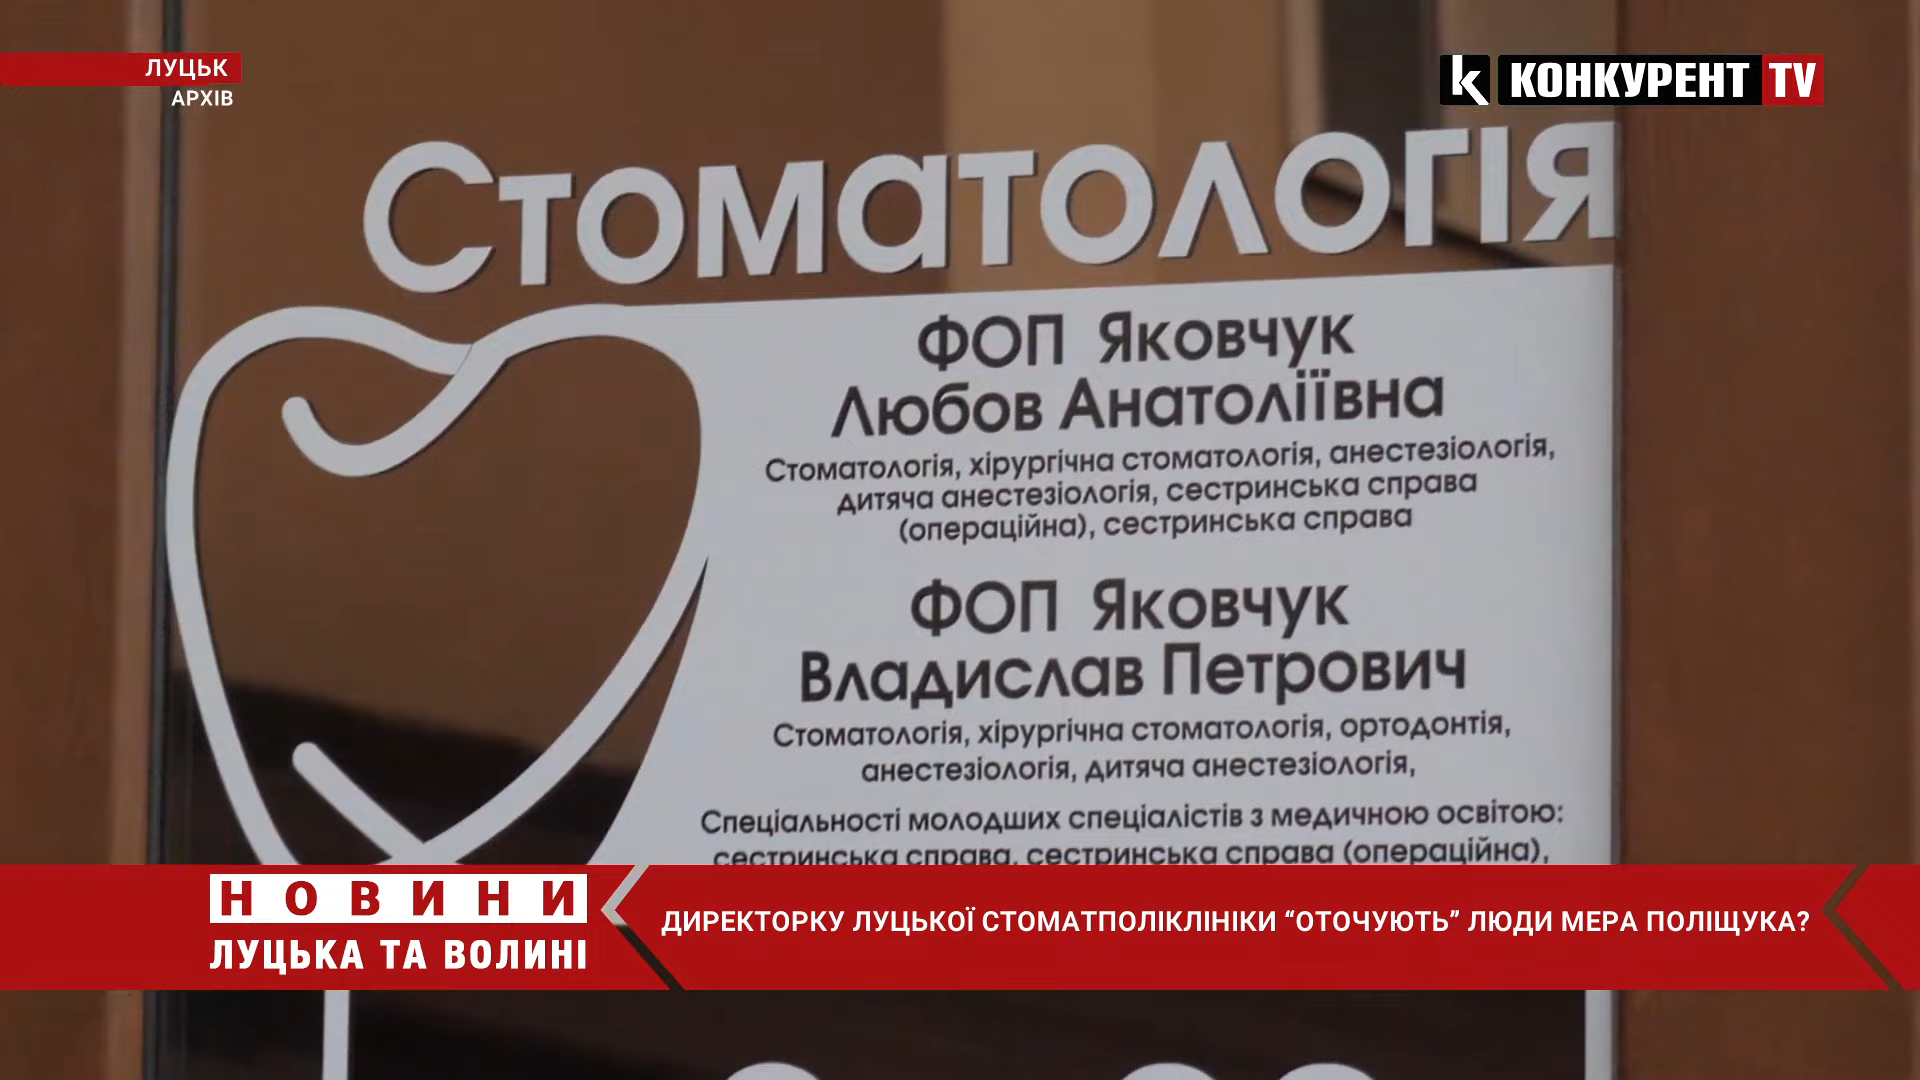 ЛУЦЬК
АРХІВ
k КОНКУРЕНТ TV
Стоматологія
ФОП Яковчук
Любов Анатоліївна
Стоматологія, хірургічна стоматологія, анестезіологія,
дитяча анестезіологія, сестринська справа
(операційна), сестринська справа
ФОП Яковчук
Владислав Петрович
Стоматологія, хірургічна стоматологія, ортодонтія,
анестезіологія, дитяча анестезіологія,
Спеціальності молодших спеціалістів з медичною освітою:
сестринська справа, сестринська справа (операційна),
НОВИНИ
ЛУЦЬКА ТА ВОЛИНІ
ДИРЕКТОРКУ ЛУЦЬКОЇ СТОМАТПОЛІКЛІНІКИ “ОТОЧУЮТЬ” ЛЮДИ МЕРА ПОЛІЩУКА?